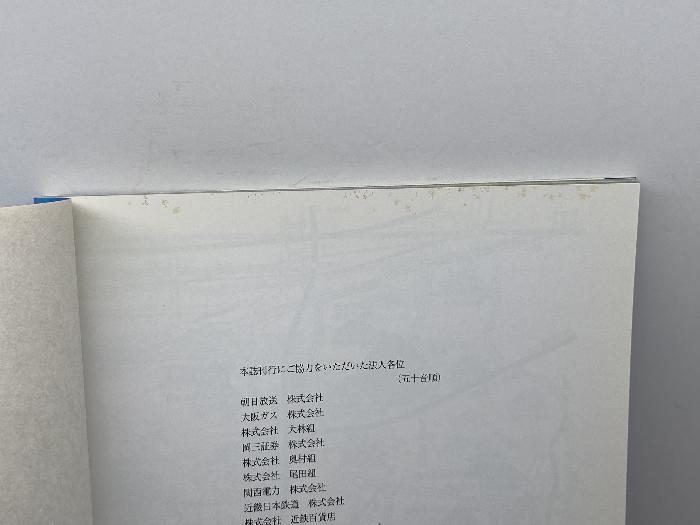 本誌刊行にご協力をいただいた法人各位
(五十音順)
朝日放送　株式会社
大阪ガス　株式会社
株式会社　大林組
岡三証券　株式会社
株式会社　奥村組
株式会社　尾田組
関西電力　株式会社
近畿日本鉄道　株式会社
株式会社　近鉄百貨店